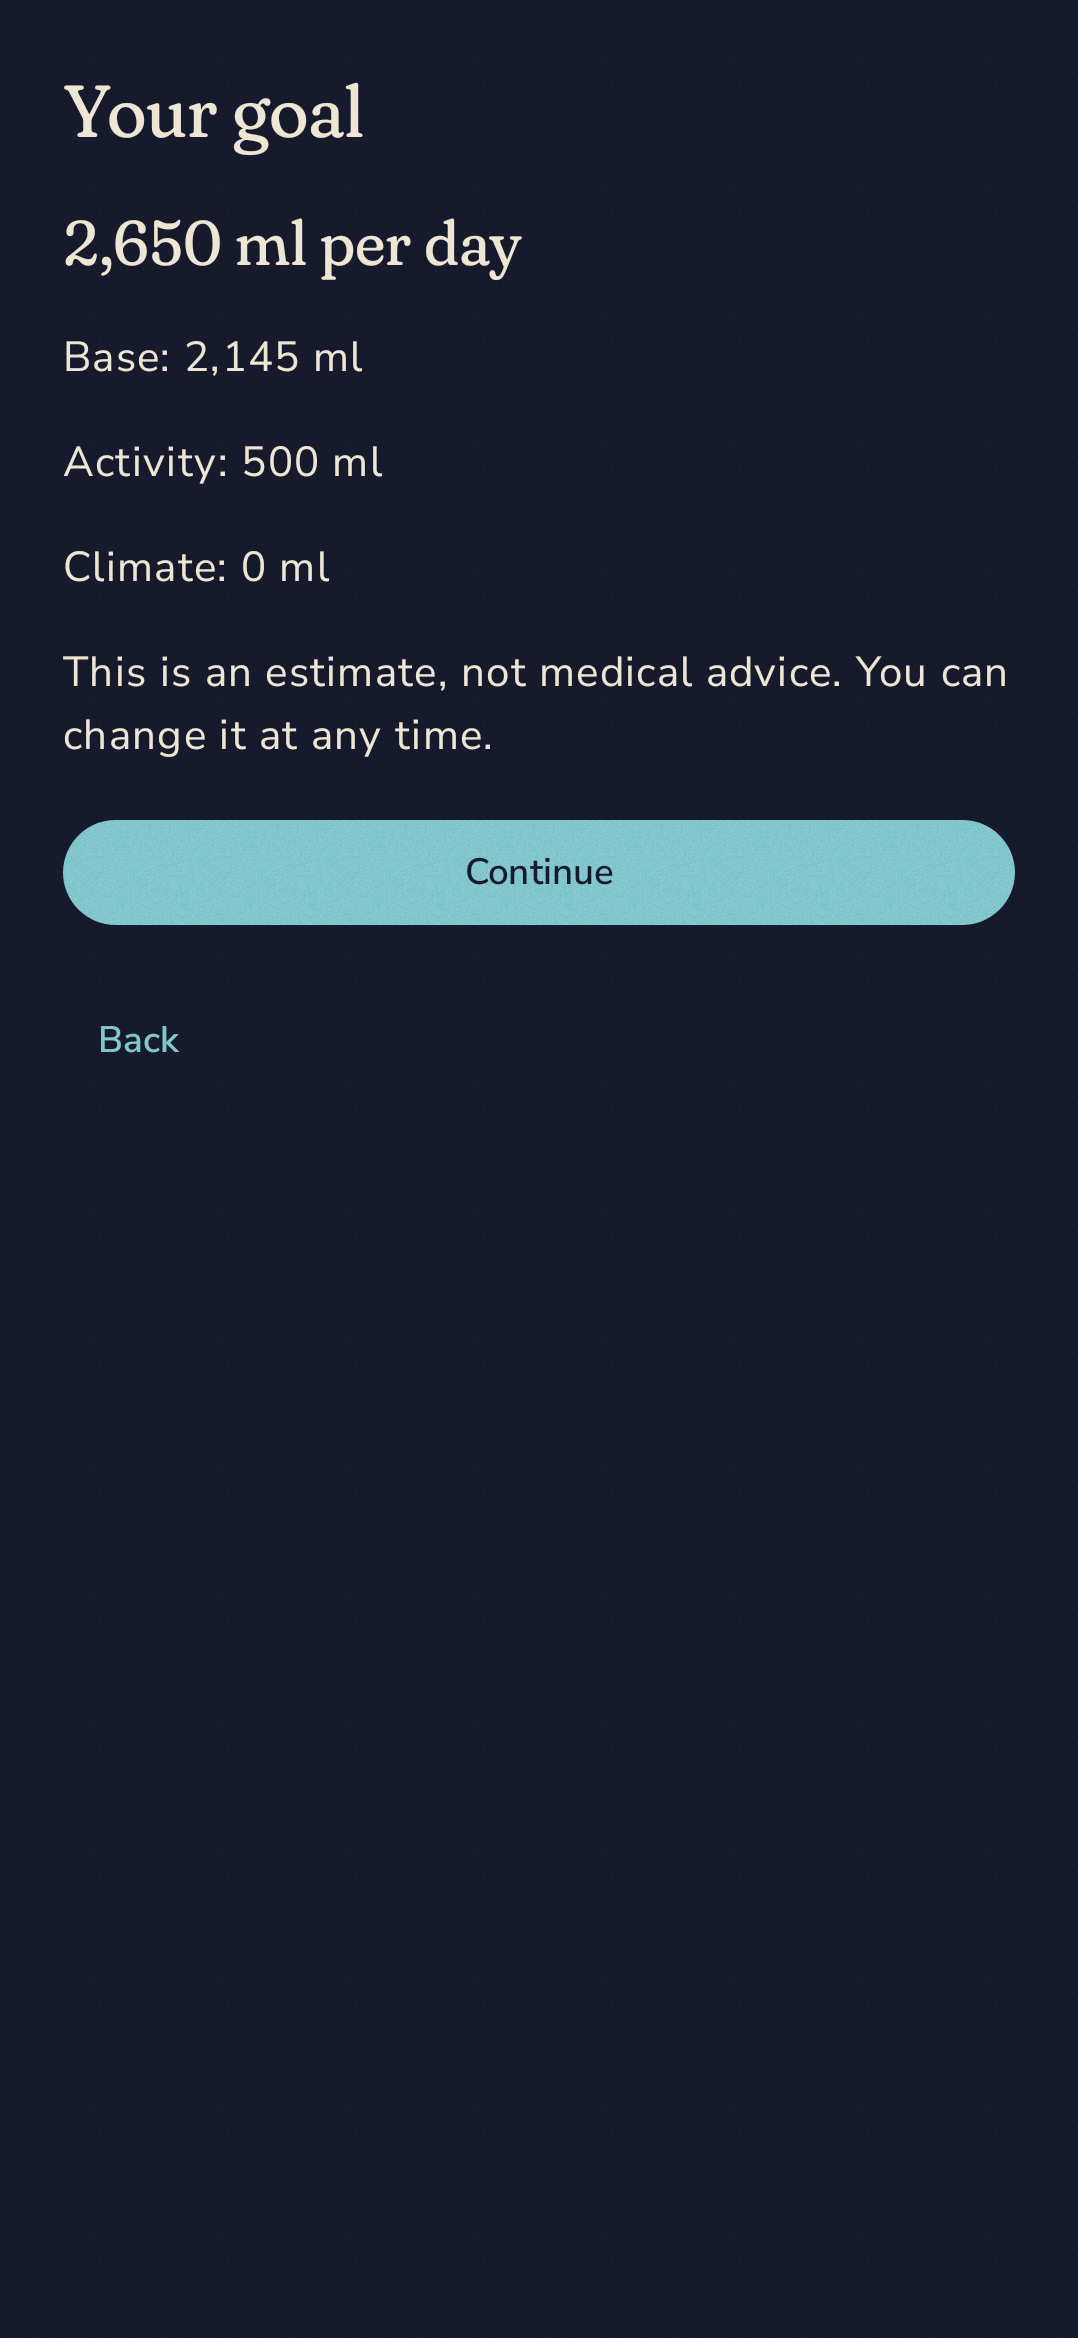 Your goal
2,650 ml per day
Base: 2,145 ml
Activity: 500 ml
Climate: 0 ml
This is an estimate, not medical advice. You can
change it at any time.
Continue
Back